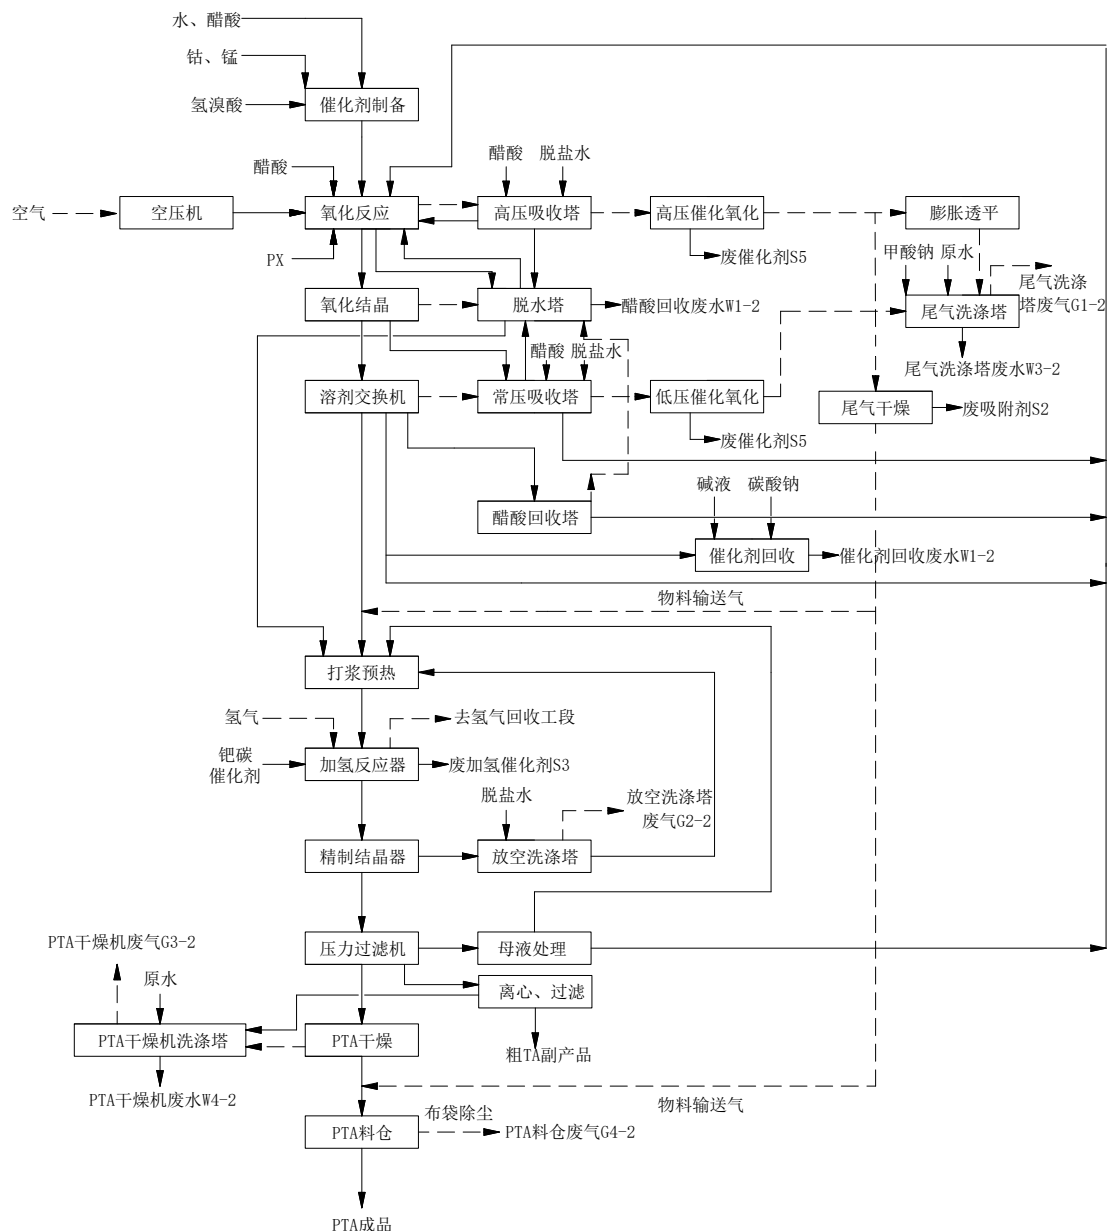 水、醋酸
钴、锰
氢溴酸
催化剂制备
醋酸
醋酸
脱盐水
空气
空压机
氧化反应
高压吸收塔
高压催化氧化
膨胀透平
PX
废催化剂S5
甲酸钠
原水
尾气洗涤
塔废气G1-2
氧化结晶
脱水塔
醋酸回收废水W1-2
尾气洗涤塔
醋酸
脱盐水
尾气洗涤塔废水W3-2
溶剂交换机
常压吸收塔
低压催化氧化
尾气干燥
废吸附剂S2
废催化剂S5
碱液
碳酸钠
醋酸回收塔
催化剂回收
催化剂回收废水W1-2
物料输送气
打浆预热
氢气
去氢气回收工段
钯碳
催化剂
加氢反应器
废加氢催化剂S3
脱盐水
放空洗涤塔
废气G2-2
精制结晶器
放空洗涤塔
PTA干燥机废气G3-2
压力过滤机
母液处理
原水
离心、过滤
PTA干燥机洗涤塔
PTA干燥
粗TA副产品
PTA干燥机废水W4-2
物料输送气
布袋除尘
PTA料仓
PTA料仓废气G4-2
PTA成品